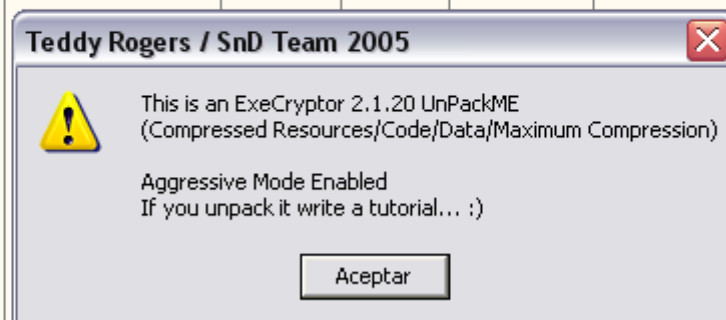 Teddy Rogers / SnD Team 2005
This is an ExeCryptor 2.1.20 UnPackME
(Compressed Resources/Code/Data/Maximum Compression)
Aggressive Mode Enabled
If you unpack it write a tutorial... :)
Aceptar